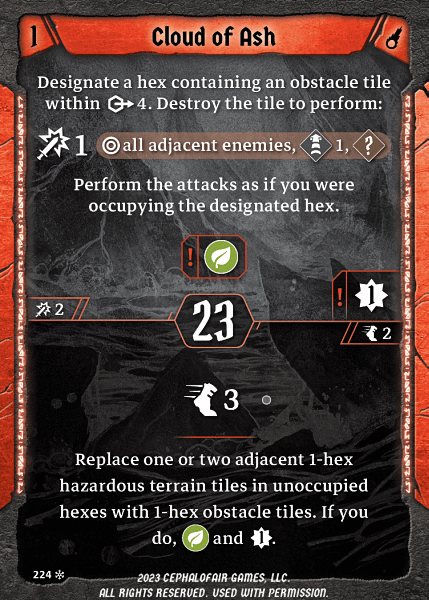 1
Cloud of Ash
Designate a hex containing an obstacle tile
within 4. Destroy the tile to perform:
1 all adjacent enemies, 1, ?
Perform the attacks as if you were
occupying the designated hex.
!
! 1
2
23
2
3
Replace one or two adjacent 1-hex
hazardous terrain tiles in unoccupied
hexes with 1-hex obstacle tiles. If you
do, and 1.
224
2023 CEPHALOFAIR GAMES, LLC.
ALL RIGHTS RESERVED. USED WITH PERMISSION.